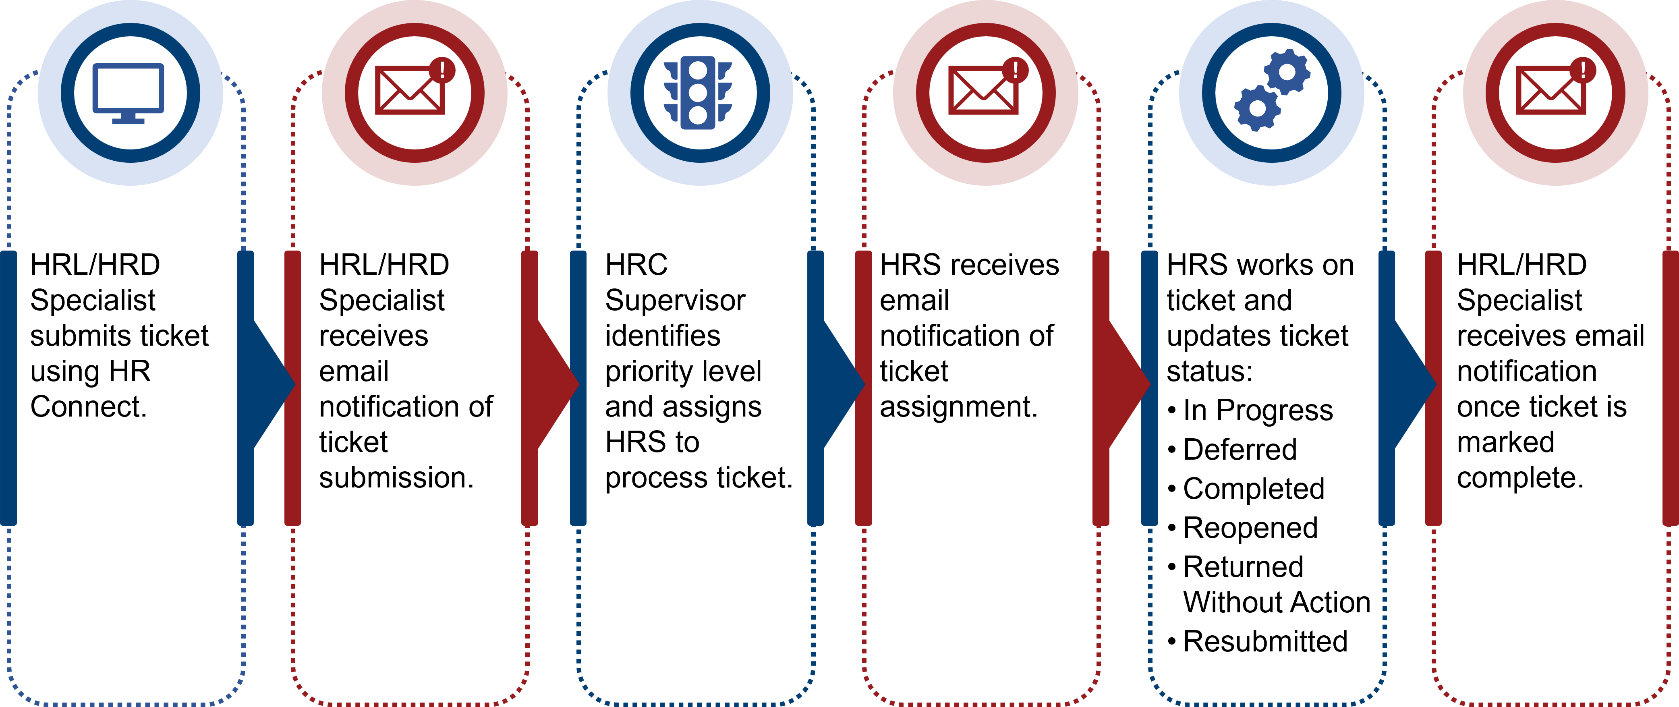 HRL/HRD
Specialist
submits ticket
using HR
Connect.
HRL/HRD
Specialist
receives
email
notification of
ticket
submission.
HRC
Supervisor
identifies
priority level
and assigns
HRS to
process ticket.
HRS receives
email
notification of
ticket
assignment.
HRS works on
ticket and
updates ticket
status:
• In Progress
• Deferred
• Completed
• Reopened
• Returned
Without Action
• Resubmitted
HRL/HRD
Specialist
receives email
notification
once ticket is
marked
complete.